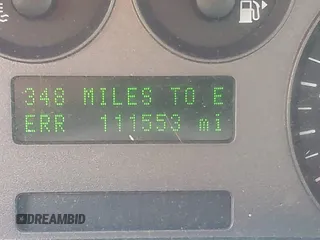 348 MILES TO E
ERR 111553 mi
DREAMBID